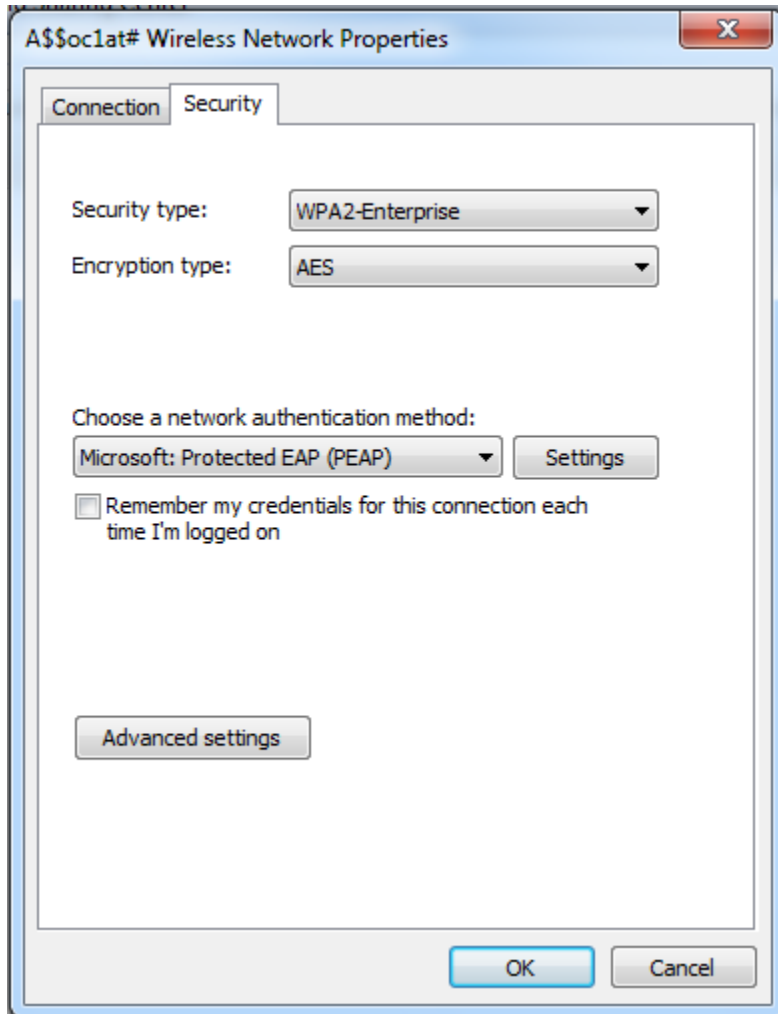 A$$oc1at# Wireless Network Properties
Connection Security
Security type: WPA2-Enterprise
Encryption type: AES
Choose a network authentication method:
Microsoft: Protected EAP (PEAP) Settings
Remember my credentials for this connection each
time I'm logged on
Advanced settings
OK Cancel